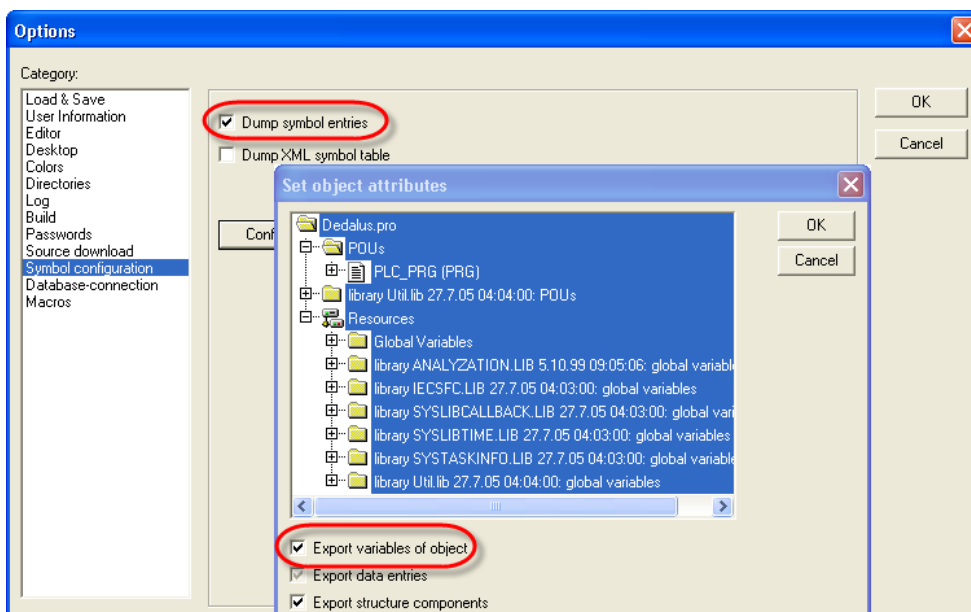 Options
Category:
Load & Save
User Information
Editor
Desktop
Colors
Directories
Log
Build
Passwords
Source download
Symbol configuration
Database-connection
Macros
Dump symbol entries
Dump XML symbol table
Conf
OK
Cancel
Set object attributes
Dedalus.pro
POUs
PLC_PRG (PRG)
library Util.lib 27.7.05 04:04:00: POUs
Resources
Global Variables
library ANALYZATION.LIB 5.10.99 09:05:06: global variabl
library IECSFC.LIB 27.7.05 04:03:00: global variables
library SYSLIBCALLBACK.LIB 27.7.05 04:03:00: global vari
library SYSLIBTIME.LIB 27.7.05 04:03:00: global variables
library SYSTASKINFO.LIB 27.7.05 04:03:00: global variable
library Util.lib 27.7.05 04:04:00: global variables
OK
Cancel
Export variables of object
Export data entries
Export structure components